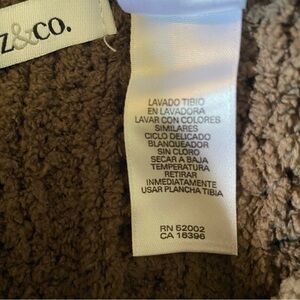 Z&CO.
LAVADO TIBIO
EN LAVADORA
LAVAR CON COLORES
SIMILARES
CICLO DELICADO
BLANQUEADOR
SIN CLORO
SECAR A BAJA
TEMPERATURA
RETIRAR
INMEDIATAMENTE
USAR PLANCHA TIBIA
RN 52002
CA 16396